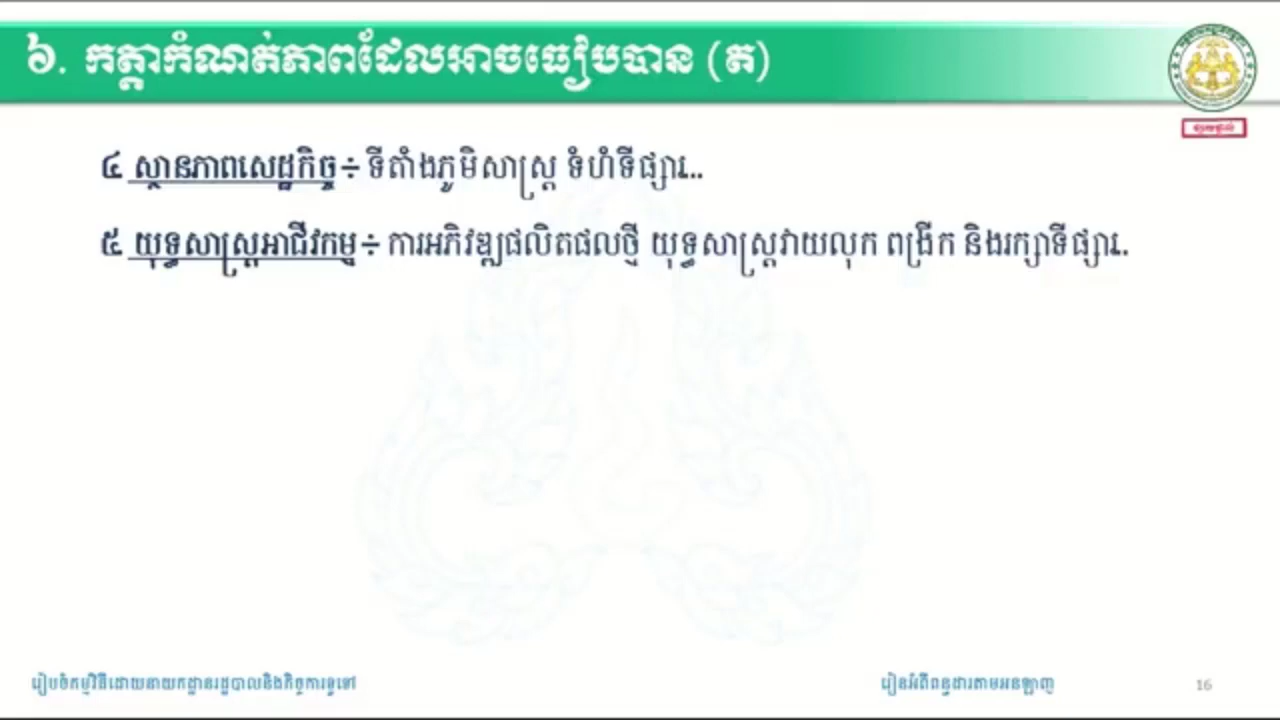 ៦. កត្តាកំណត់ភាពដែលអាចធៀបបាន (ត)
៤ ស្ថានភាពសេដ្ឋកិច្ច÷ ទីតាំងភូមិសាស្ត្រ ទំហំទីផ្សារ..
៥ យុទ្ធសាស្ត្រអាជីវកម្ម÷ ការអភិវឌ្ឍផលិតផលថ្មី យុទ្ធសាស្ត្រវាយលុក ពង្រីក និងរក្សាទីផ្សារ..
រៀបចំកម្មវិធីដោយនាយកដ្ឋានរដ្ឋបាលនិងកិច្ចការទូទៅ
រៀនអំពីពន្ធដារតាមអនឡាញ
16